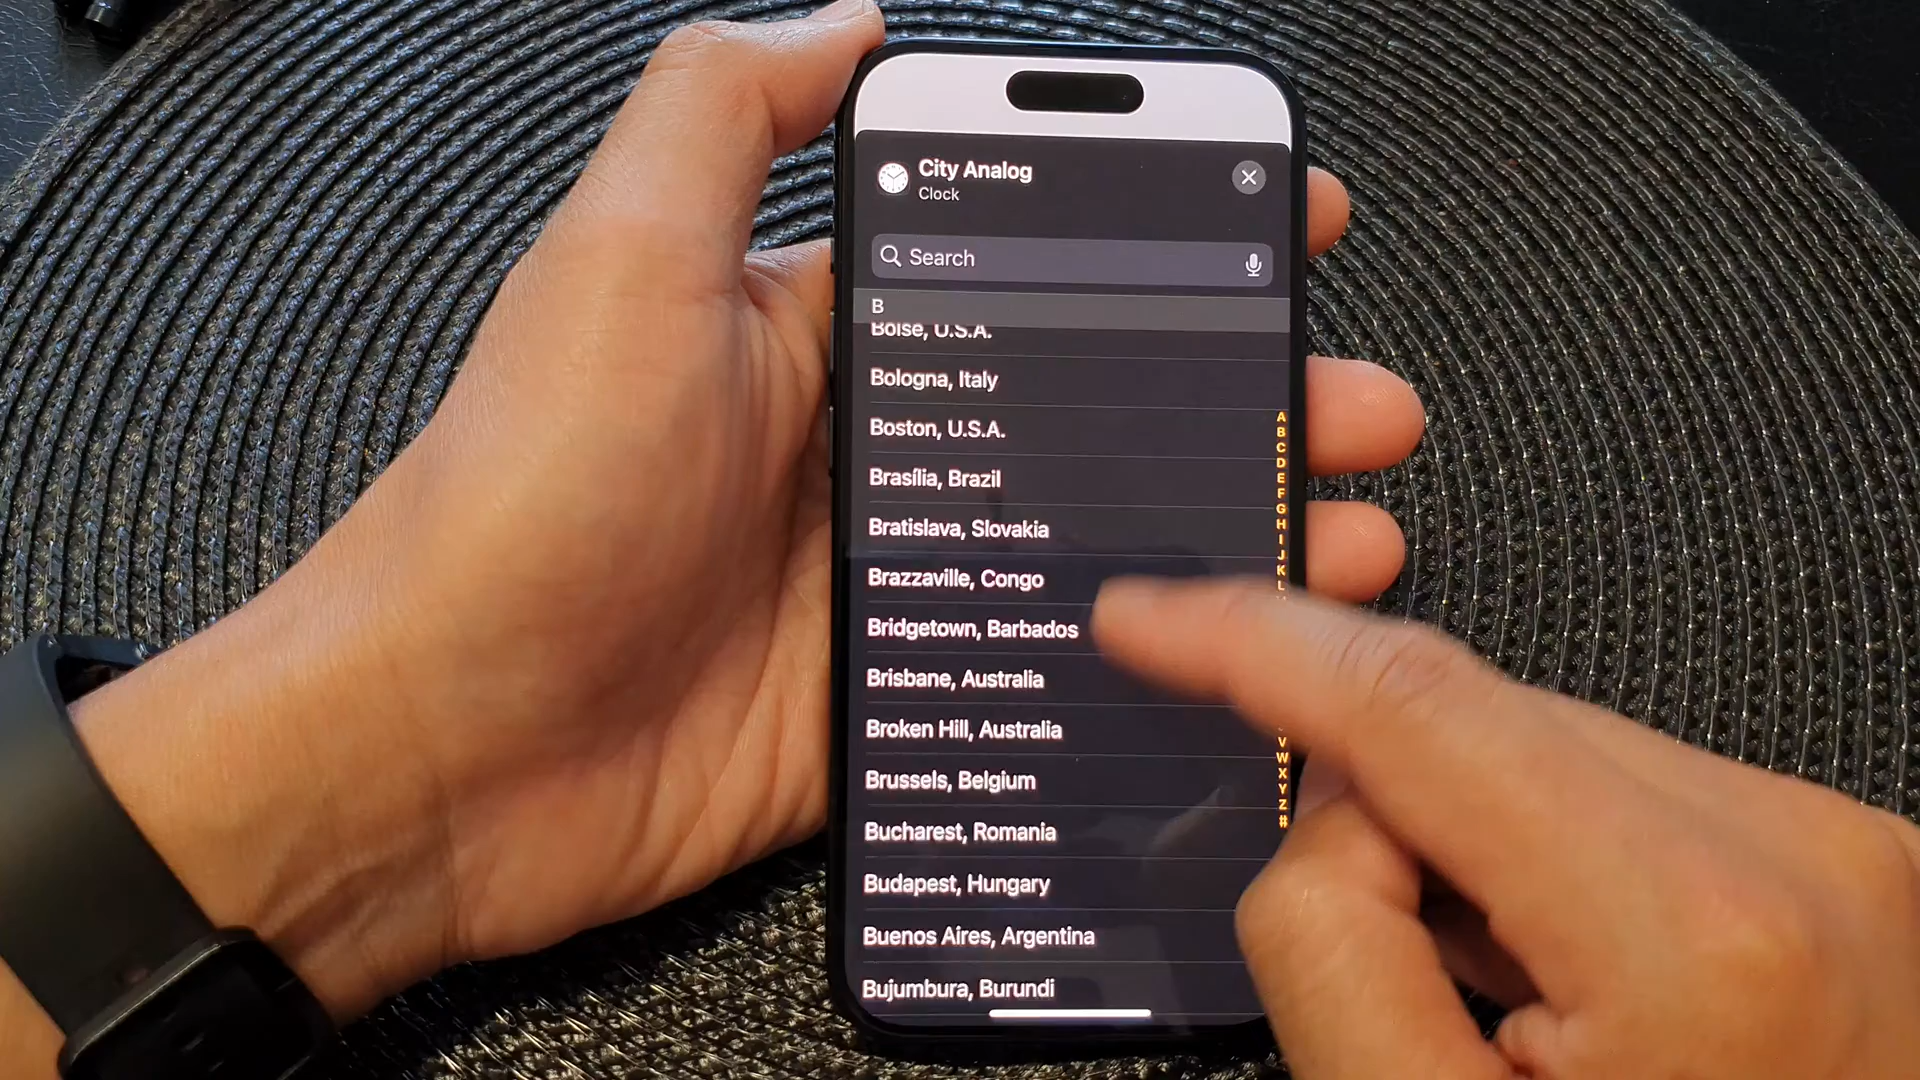 City Analog
Clock
Search
B
Boise, U.S.A.
Bologna, Italy
Boston, U.S.A.
Brasília, Brazil
Bratislava, Slovakia
Brazzaville, Congo
Bridgetown, Barbados
Brisbane, Australia
Broken Hill, Australia
Brussels, Belgium
Bucharest, Romania
Budapest, Hungary
Buenos Aires, Argentina
Bujumbura, Burundi
A
B
C
D
E
F
G
H
I
J
K
L
V
W
X
Y
Z
#